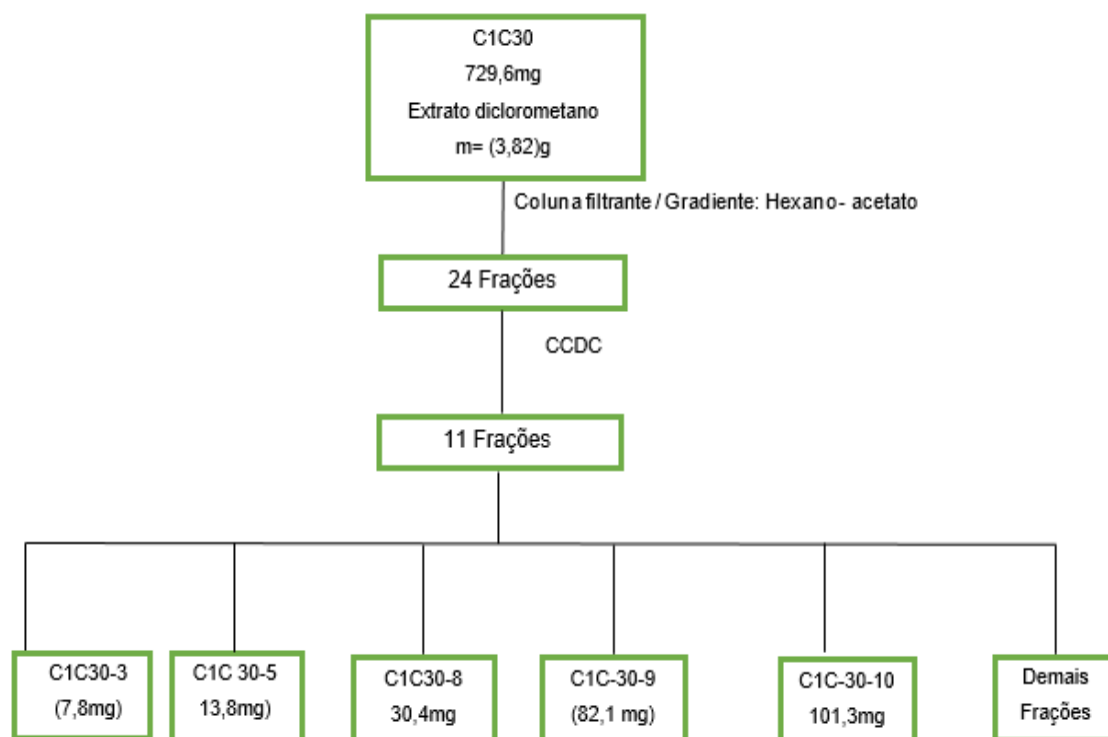 C1C30
729,6mg
Extrato diclorometano
m= (3,82)g
Coluna filtrante / Gradiente: Hexano- acetato
24 Frações
CCDC
11 Frações
C1C30-3
(7,8mg)
C1C 30-5
13,8mg)
C1C30-8
30,4mg
C1C-30-9
(82,1 mg)
C1C-30-10
101,3mg
Demais
Frações